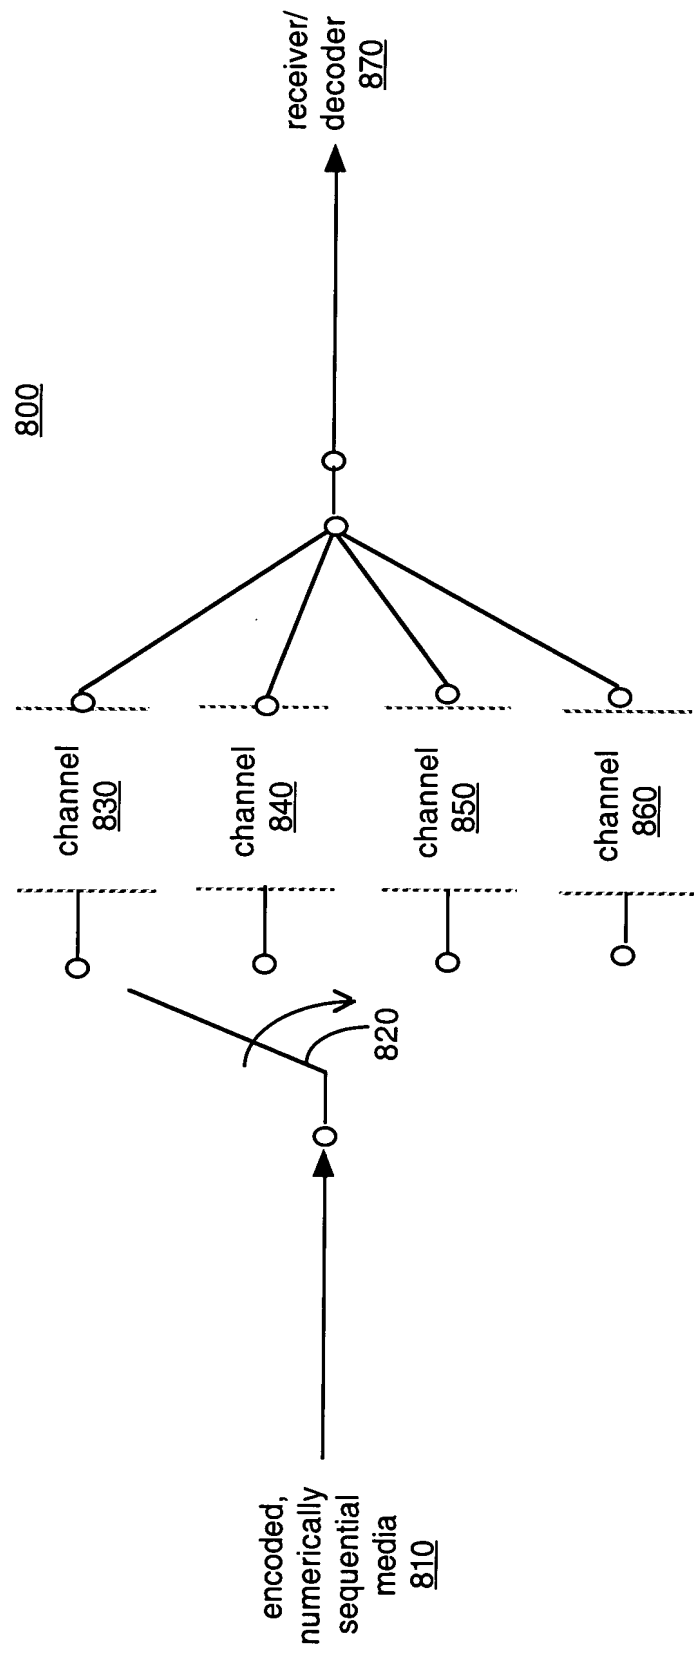 800
encoded,
numerically
sequential
media
810
820
channel
830
channel
840
channel
850
channel
860
receiver/
decoder
870